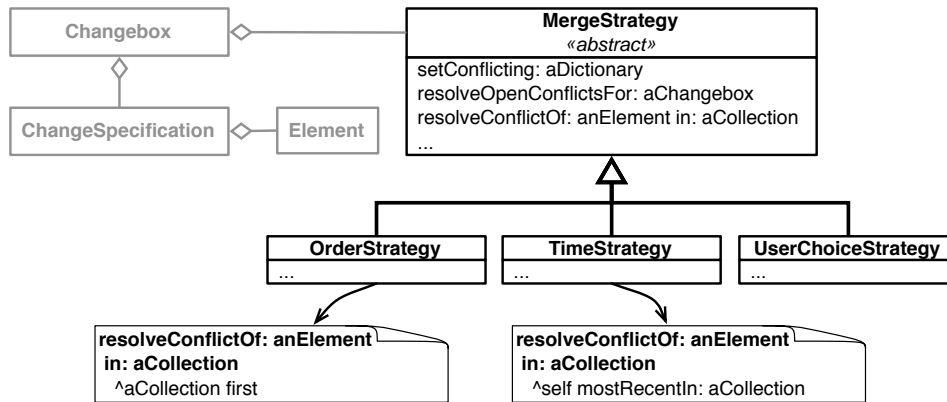 Changebox
MergeStrategy
«abstract»
setConflicting: aDictionary
resolveOpenConflictsFor: aChangebox
resolveConflictOf: anElement in: aCollection
...
ChangeSpecification
Element
OrderStrategy
...
TimeStrategy
...
UserChoiceStrategy
...
resolveConflictOf: anElement
in: aCollection
^aCollection first
resolveConflictOf: anElement
in: aCollection
^self mostRecentIn: aCollection